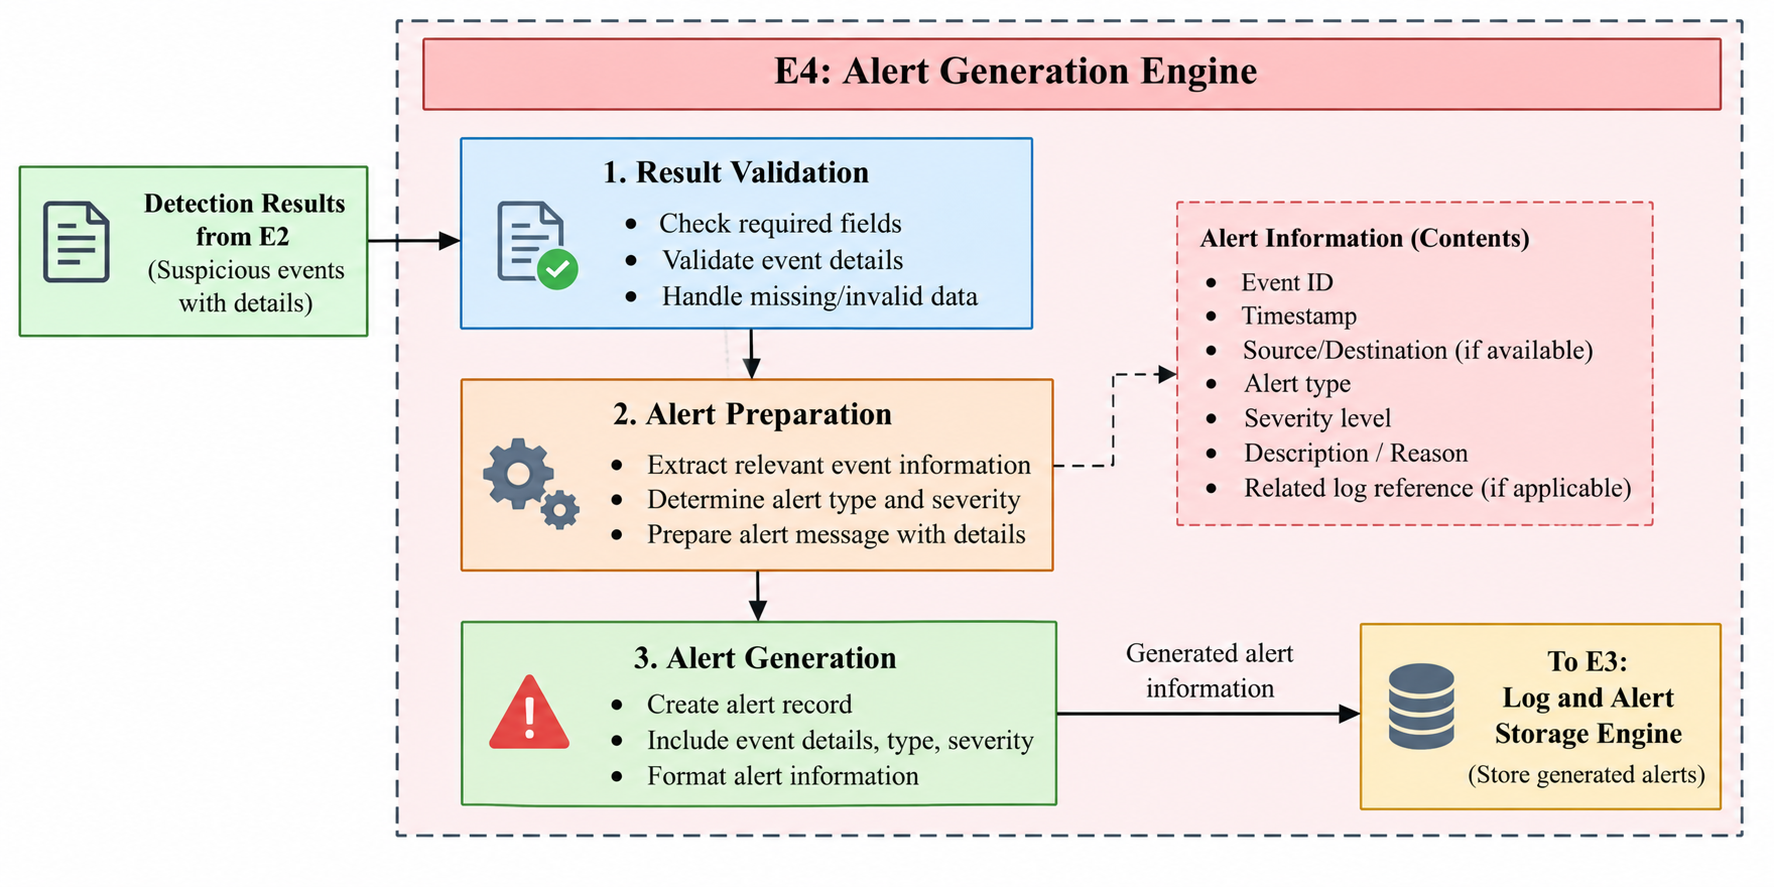 E4: Alert Generation Engine
Detection Results
from E2
(Suspicious events
with details)
1. Result Validation
• Check required fields
• Validate event details
• Handle missing/invalid data
2. Alert Preparation
• Extract relevant event information
• Determine alert type and severity
• Prepare alert message with details
Alert Information (Contents)
• Event ID
• Timestamp
• Source/Destination (if available)
• Alert type
• Severity level
• Description / Reason
• Related log reference (if applicable)
3. Alert Generation
• Create alert record
• Include event details, type, severity
• Format alert information
Generated alert
information
To E3:
Log and Alert
Storage Engine
(Store generated alerts)